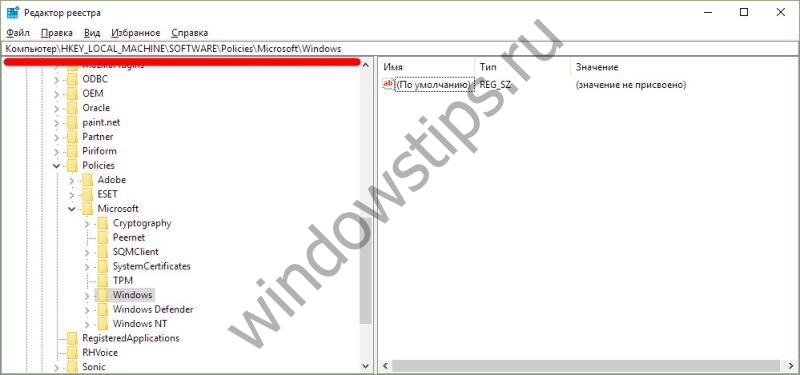 Редактор реестра
Файл Правка Вид Избранное Справка
Компьютер\HKEY_LOCAL_MACHINE\SOFTWARE\Policies\Microsoft\Windows
MozillaPlugins
ODBC
OEM
Oracle
paint.net
Partner
Piriform
Policies
Adobe
ESET
Microsoft
Cryptography
Peernet
SQMClient
SystemCertificates
TPM
Windows
Windows Defender
Windows NT
RegisteredApplications
RHVoice
Sonic
Имя Тип Значение
ab (По умолчанию) REG_SZ (значение не присвоено)
windowstips.ru